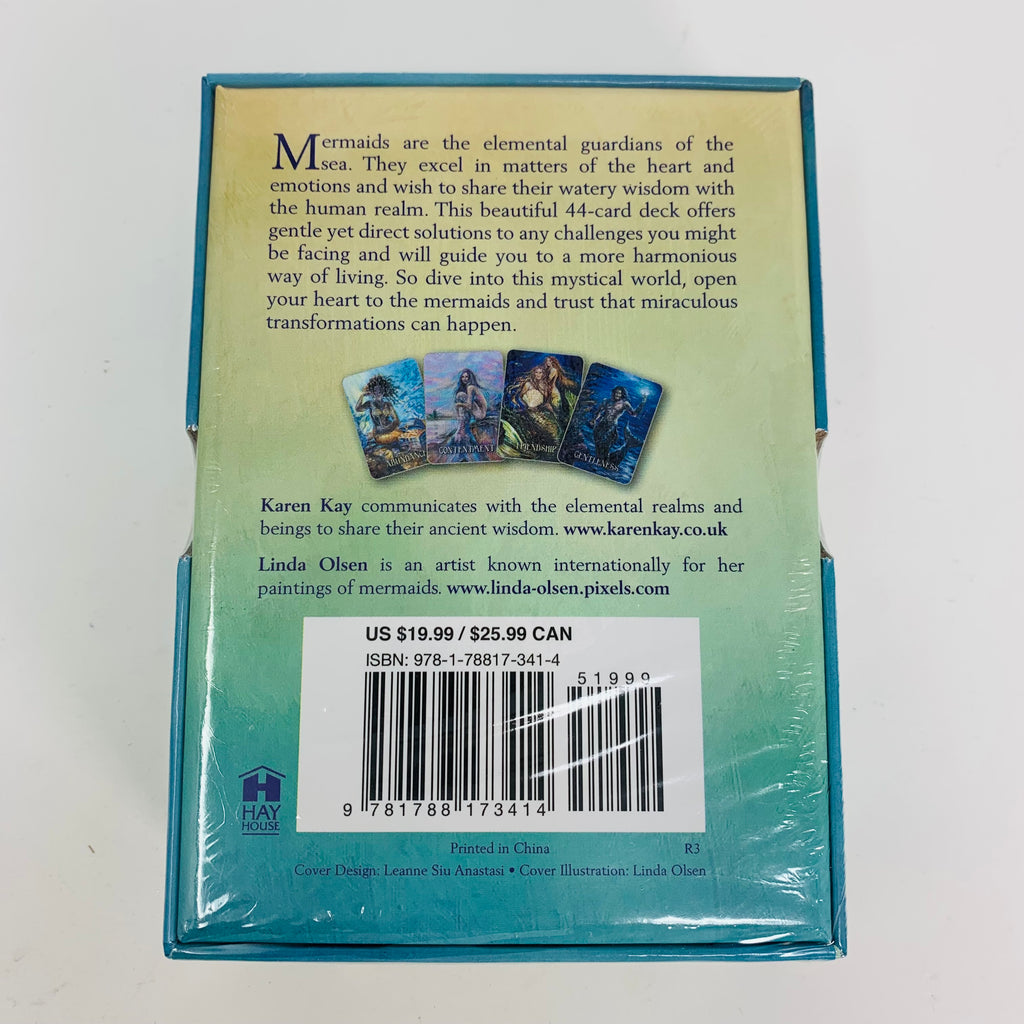 Mermaids are the elemental guardians of the
sea. They excel in matters of the heart and
emotions and wish to share their watery wisdom with
the human realm. This beautiful 44-card deck offers
gentle yet direct solutions to any challenges you might
be facing and will guide you to a more harmonious
way of living. So dive into this mystical world, open
your heart to the mermaids and trust that miraculous
transformations can happen.
ABUNDANCE
CONTENTMENT
FRIENDSHIP
GENTLENESS
Karen Kay communicates with the elemental realms and
beings to share their ancient wisdom. www.karenkay.co.uk
Linda Olsen is an artist known internationally for her
paintings of mermaids. www.linda-olsen.pixels.com
US $19.99 / $25.99 CAN
ISBN: 978-1-78817-341-4
51999
9 781788 173414
HAY
HOUSE
Printed in China
R3
Cover Design: Leanne Siu Anastasi • Cover Illustration: Linda Olsen